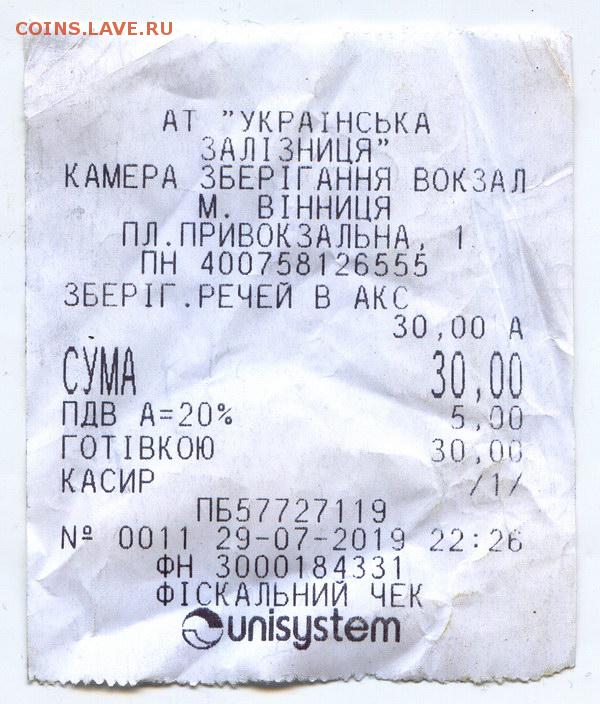 COINS.LAVE.RU
АТ "УКРАЇНСЬКА
ЗАЛІЗНИЦЯ"
КАМЕРА ЗБЕРІГАННЯ ВОКЗАЛ
М. ВІННИЦЯ
ПЛ.ПРИВОКЗАЛЬНА, 1
ПН 400758126555
ЗБЕРІГ.РЕЧЕЙ В АКС
30,00 А
СУМА 30,00
ПДВ А=20% 5,00
ГОТІВКОЮ 30,00
КАСИР /1/
ПБ57727119
№ 0011 29-07-2019 22:26
ФН 3000184331
ФІСКАЛЬНИЙ ЧЕК
unisystem